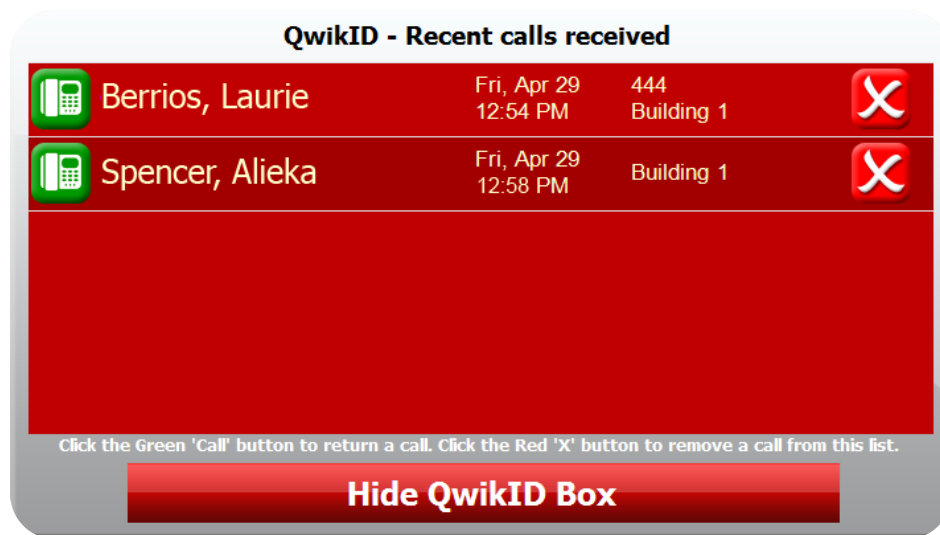 QwikID - Recent calls received
Berrios, Laurie
Fri, Apr 29
12:54 PM
444
Building 1
Spencer, Alieka
Fri, Apr 29
12:58 PM
Building 1
Click the Green 'Call' button to return a call. Click the Red 'X' button to remove a call from this list.
Hide QwikID Box